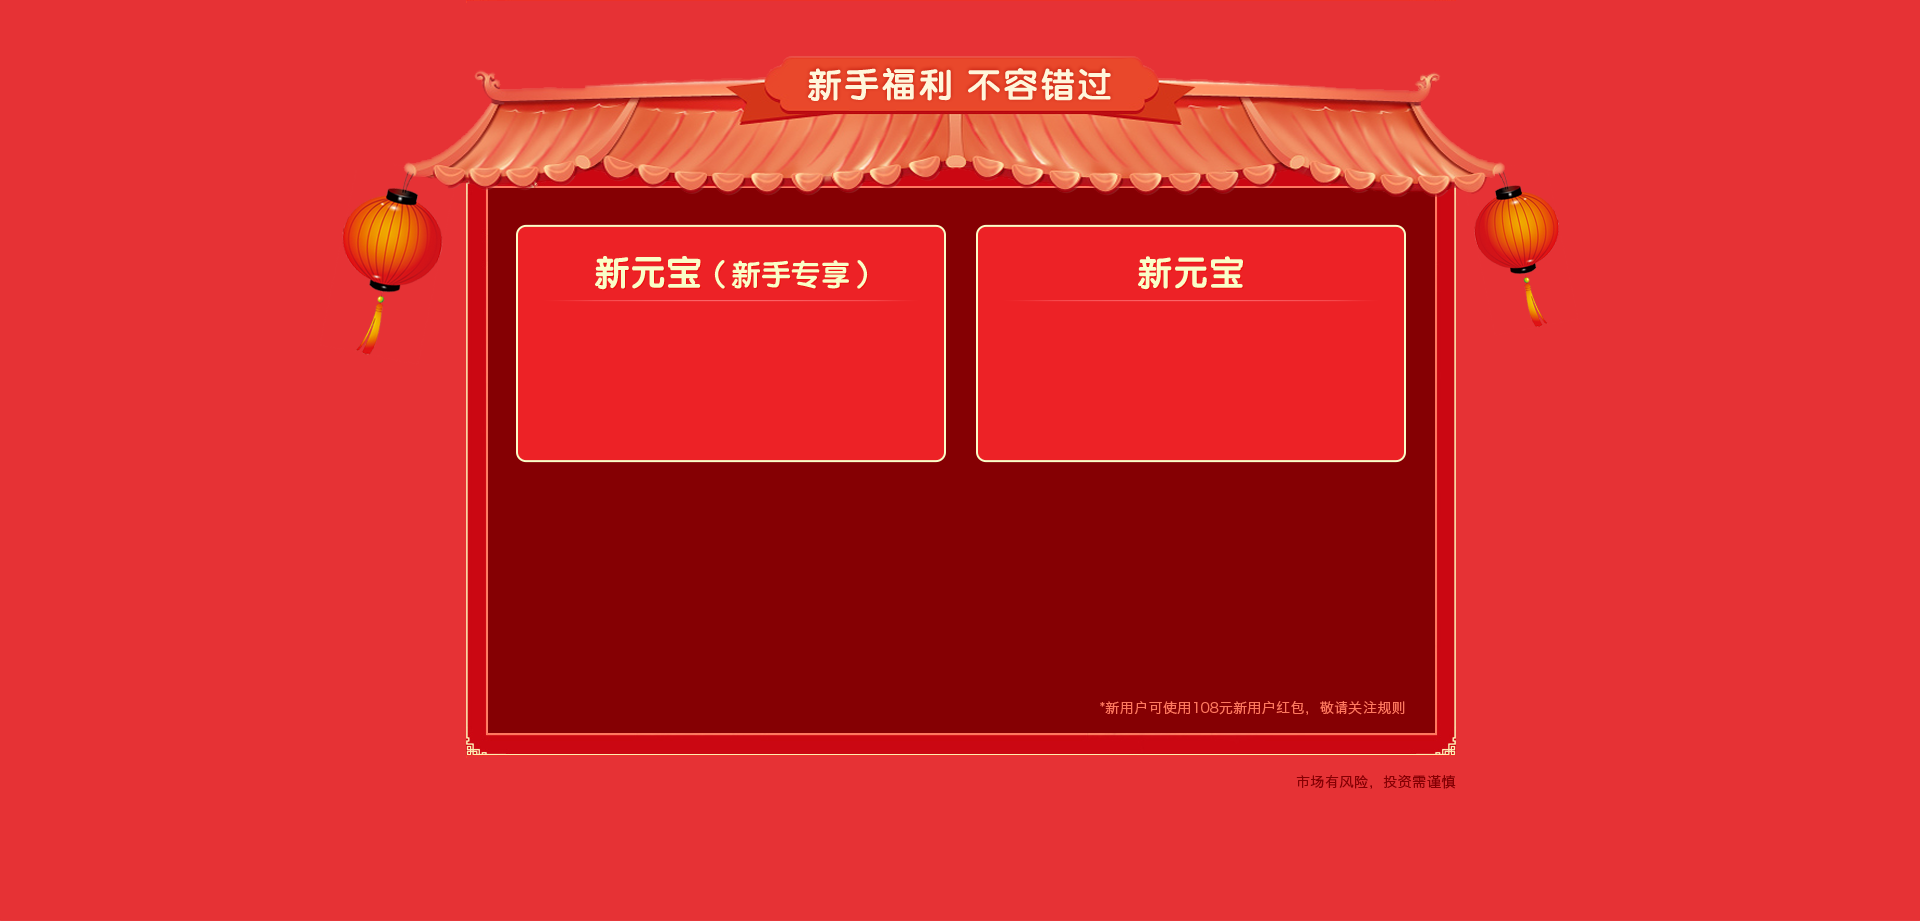 新手福利 不容错过
新元宝（新手专享）
新元宝
*新用户可使用108元新用户红包，敬请关注规则
市场有风险，投资需谨慎